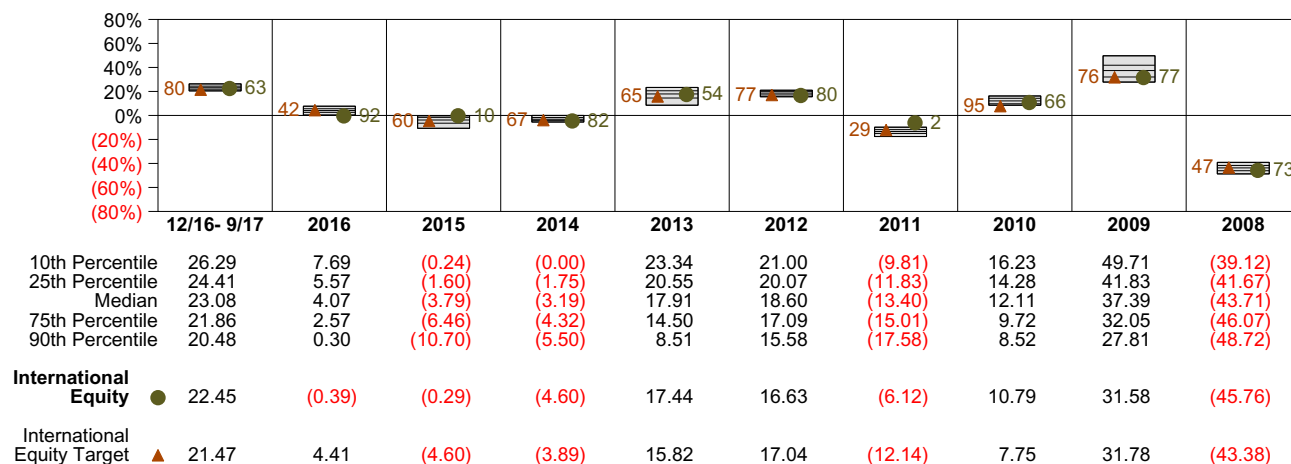 80%
60%
40%
20%
0%
(20%)
(40%)
(60%)
(80%)
80 63
42 92
60 10
67 82
65 54
77 80
29 2
95 66
76 77
47 73
12/16- 9/17 2016 2015 2014 2013 2012 2011 2010 2009 2008
10th Percentile 26.29 7.69 (0.24) (0.00) 23.34 21.00 (9.81) 16.23 49.71 (39.12)
25th Percentile 24.41 5.57 (1.60) (1.75) 20.55 20.07 (11.83) 14.28 41.83 (41.67)
Median 23.08 4.07 (3.79) (3.19) 17.91 18.60 (13.40) 12.11 37.39 (43.71)
75th Percentile 21.86 2.57 (6.46) (4.32) 14.50 17.09 (15.01) 9.72 32.05 (46.07)
90th Percentile 20.48 0.30 (10.70) (5.50) 8.51 15.58 (17.58) 8.52 27.81 (48.72)
International
Equity 22.45 (0.39) (0.29) (4.60) 17.44 16.63 (6.12) 10.79 31.58 (45.76)
International
Equity Target 21.47 4.41 (4.60) (3.89) 15.82 17.04 (12.14) 7.75 31.78 (43.38)